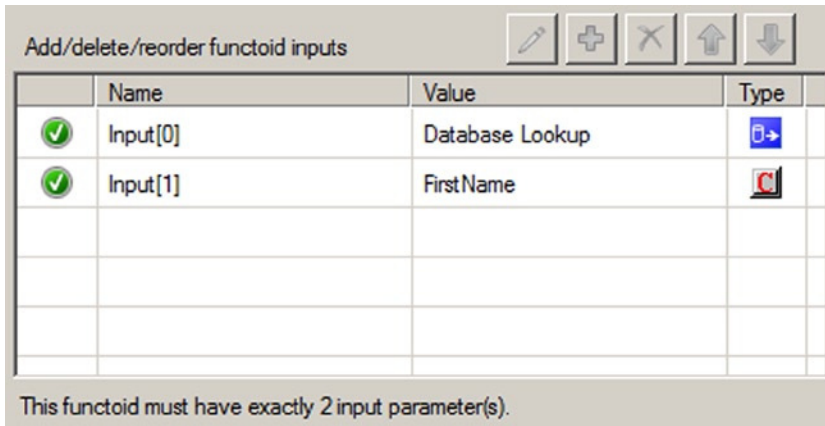 Add/delete/reorder functoid inputs
Name Value Type
Input[0] Database Lookup
Input[1] FirstName C
This functoid must have exactly 2 input parameter(s).